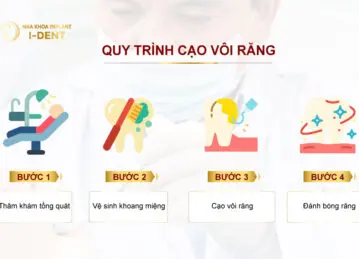 NHA KHOA IMPLANT
I-DENT
QUY TRÌNH CẠO VÔI RĂNG
BƯỚC 1
BƯỚC 2
BƯỚC 3
BƯỚC 4
Thăm khám tổng quát
Vệ sinh khoang miệng
Cạo vôi răng
Đánh bóng răng